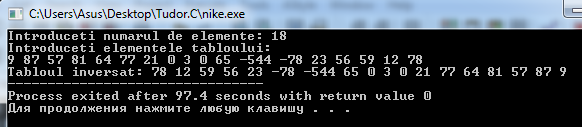 C:\Users\Asus\Desktop\Tudor.C\nike.exe
Introduceti numarul de elemente: 18
Introduceti elementele tabloului:
9 87 57 81 64 77 21 0 3 0 65 -544 -78 23 56 59 12 78
Tabloul inversat: 78 12 59 56 23 -78 -544 65 0 3 0 21 77 64 81 57 87 9
--------------------------------
Process exited after 97.4 seconds with return value 0
Для продолжения нажмите любую клавишу . . .